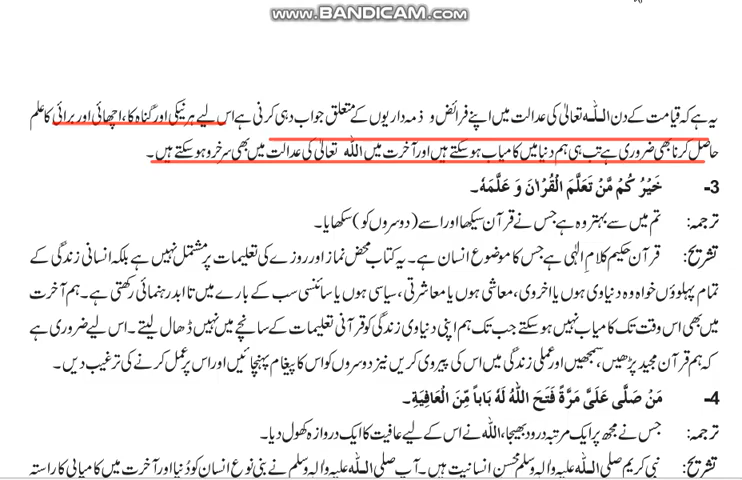 www.BANDICAM.com
یہ ہے کہ قیامت کے دن اللہ تعالیٰ کی عدالت میں اپنے فرائض و ذمہ داریوں کے متعلق جواب دہی کرنی ہے اس لیے ہر نیکی اور گناہ کا، اچھائی اور برائی کا علم
حاصل کرنا بھی ضروری ہے تب ہی ہم دنیا میں کامیاب ہو سکتے ہیں اور آخرت میں اللہ تعالیٰ کی عدالت میں بھی سرخرو ہو سکتے ہیں۔
3- خَیْرُ کُمْ مَّنْ تَعَلَّمَ الْقُرْاٰنَ وَ عَلَّمَہٗ۔
ترجمہ: تم میں سے بہتر وہ ہے جس نے قرآن سیکھا اور اسے (دوسروں کو) سکھایا۔
تشریح: قرآن حکیم کلام الٰہی ہے جس کا موضوع انسان ہے۔ یہ کتاب محض نماز اور روزے کی تعلیمات پر مشتمل نہیں ہے بلکہ انسانی زندگی کے
تمام پہلوؤں خواہ وہ دنیاوی ہوں یا اخروی، معاشی ہوں یا معاشرتی، سیاسی ہوں یا سائنسی سب کے بارے میں تا ابد رہنمائی رکھتی ہے۔ ہم آخرت
میں بھی اس وقت تک کامیاب نہیں ہو سکتے جب تک ہم اپنی دنیاوی زندگی کو قرآنی تعلیمات کے سانچے میں نہیں ڈھال لیتے۔ اس لیے ضروری ہے
کہ ہم قرآن مجید پڑھیں، سمجھیں اور عملی زندگی میں اس کی پیروی کریں نیز دوسروں کو اس کا پیغام پہنچائیں اور اس پر عمل کرنے کی ترغیب دیں۔
4- مَنْ صَلّٰی عَلَیَّ مَرَّۃً فَتَحَ اللّٰہُ لَہٗ بَاباً مِّنَ الْعَافِیَۃِ۔
ترجمہ: جس نے مجھ پر ایک مرتبہ درود بھیجا، اللہ نے اس کے لیے عافیت کا ایک دروازہ کھول دیا۔
تشریح: نبی کریم صلی اللہ علیہ والہ وسلم محسن انسانیت ہیں۔ آپ صلی اللہ علیہ والہ وسلم نے بنی نوع انسان کو دُنیا اور آخرت میں کامیابی کا راستہ